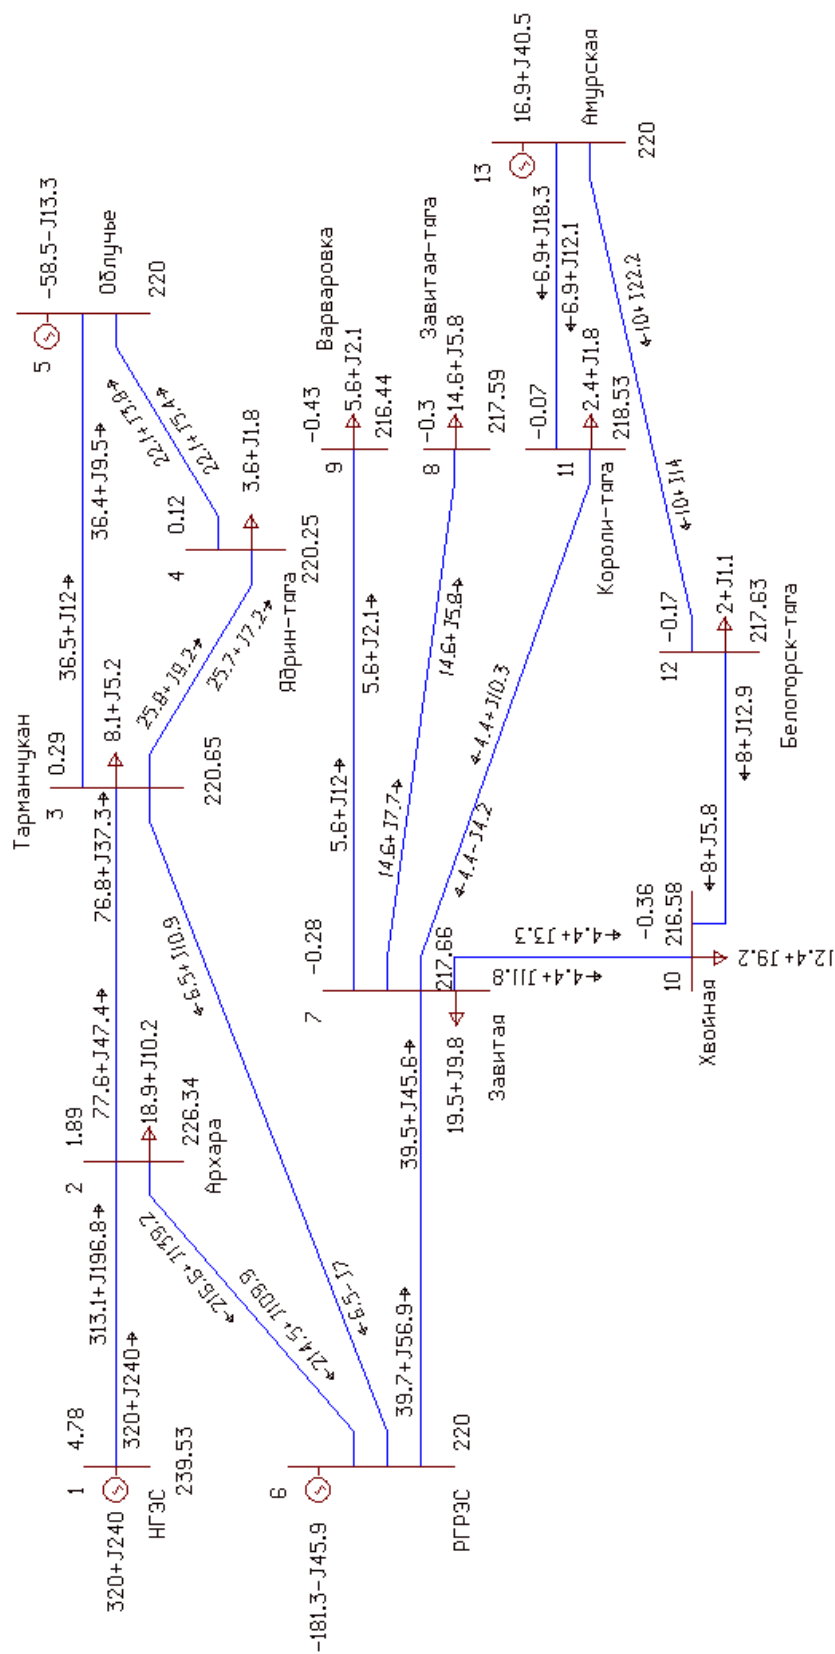 1
4.78
320+J240
320+J240→
НГЭС
239.53
313.1+J196.8→
2
1.89
18.9+J10.2
226.34
Архара
77.6+J47.4→
76.8+J37.3→
Тарманчукан
3
0.29
8.1+J5.2
220.65
36.5+J12→
36.4+J9.5→
5
-58.5-J13.3
Облучье
220
25.8+J9.2→
25.7+J7.2→
4
0.12
3.6+J1.8
220.25
Ядрин-тяга
22.1+J3.8→
22.1+J5.4→
←216.6+J139.2
←214.5+J109.9
←6.5+J10.9
←6.5-J7
6
-181.3-J45.9
РГРЭС
220
39.7+J56.9→
39.5+J45.6→
7
-0.28
217.66
19.5+J9.8
Завитая
5.6+J12→
5.6+J2.1→
9
-0.43
Варваровка
5.6+J2.1
216.44
14.6+J7.7→
14.6+J5.8→
8
-0.3
Завитая-тяга
14.6+J5.8
217.59
←4.4-J4.2
←4.4+J10.3
11
-0.07
2.4+J1.8
218.53
Короли-тяга
←6.9+J18.3
←6.9+J12.1
13
16.9+J40.5
Амурская
220
←10+J22.2
←10+J14
12
-0.17
2+J1.1
217.63
Белогорск-тяга
←8+J12.9
←8+J5.8
-0.36
216.58
10
Хвойная
12.4+J9.2
←4.4+J3.3
←4.4+J11.8